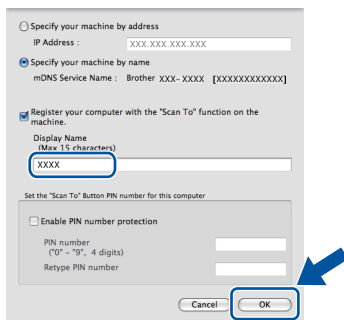 Specify your machine by address
IP Address : XXX.XXX.XXX.XXX
Specify your machine by name
mDNS Service Name : Brother XXX-XXXX [XXXXXXXXXXXX]
Register your computer with the "Scan To" function on the
machine.
Display Name
(Max 15 characters)
XXXX
Set the "Scan To" Button PIN number for this computer
Enable PIN number protection
PIN number
("0" – "9", 4 digits)
Retype PIN number
Cancel OK